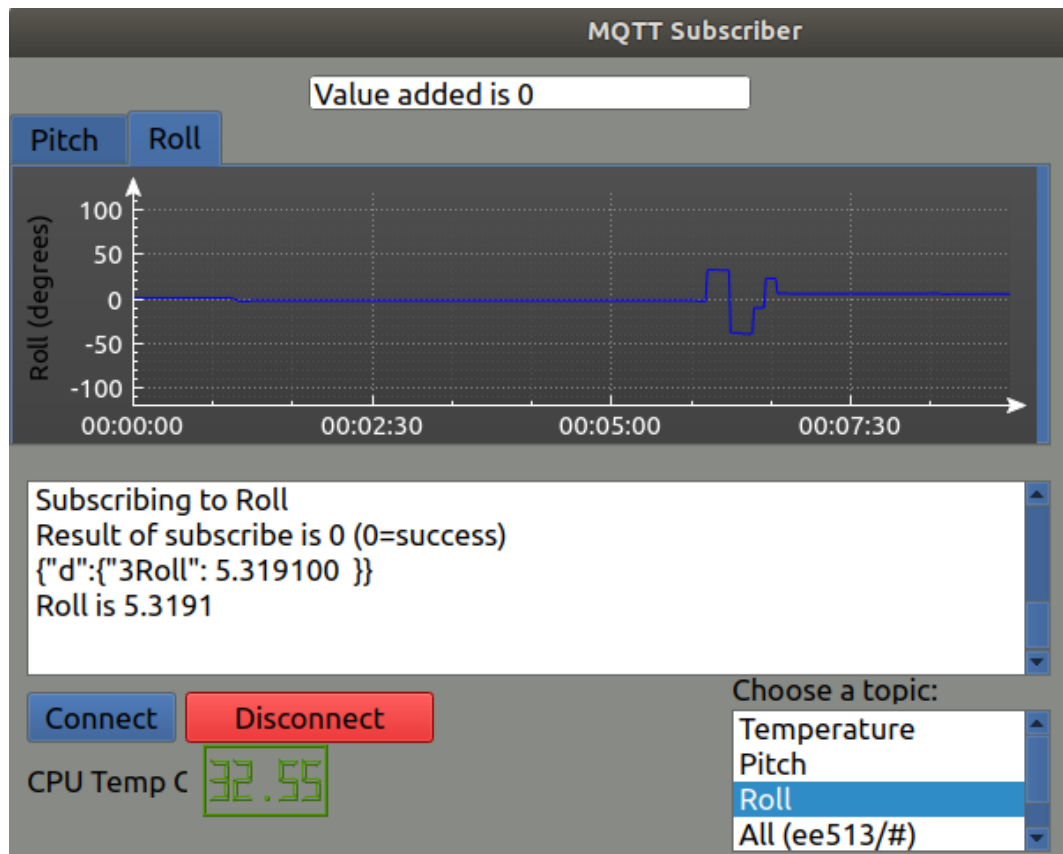 MQTT Subscriber
Value added is 0
Pitch Roll
Roll (degrees)
100
50
0
-50
-100
00:00:00 00:02:30 00:05:00 00:07:30
Subscribing to Roll
Result of subscribe is 0 (0=success)
{"d":{"3Roll": 5.319100  }}
Roll is 5.3191
Connect Disconnect
CPU Temp C 32.55
Choose a topic:
Temperature
Pitch
Roll
All (ee513/#)